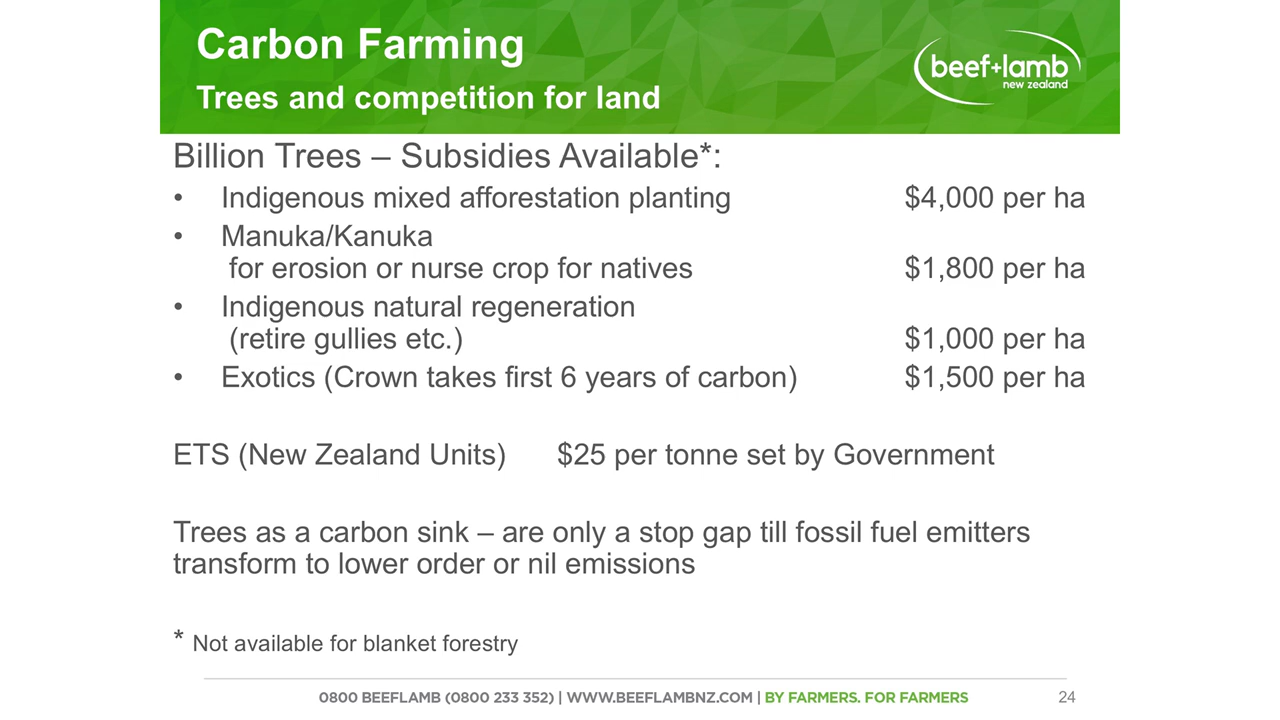 Carbon Farming
Trees and competition for land
beef+lamb
new zealand
Billion Trees – Subsidies Available*:
• Indigenous mixed afforestation planting $4,000 per ha
• Manuka/Kanuka
for erosion or nurse crop for natives $1,800 per ha
• Indigenous natural regeneration
(retire gullies etc.) $1,000 per ha
• Exotics (Crown takes first 6 years of carbon) $1,500 per ha
ETS (New Zealand Units) $25 per tonne set by Government
Trees as a carbon sink – are only a stop gap till fossil fuel emitters
transform to lower order or nil emissions
* Not available for blanket forestry
0800 BEEFLAMB (0800 233 352) | WWW.BEEFLAMBNZ.COM | BY FARMERS. FOR FARMERS 24